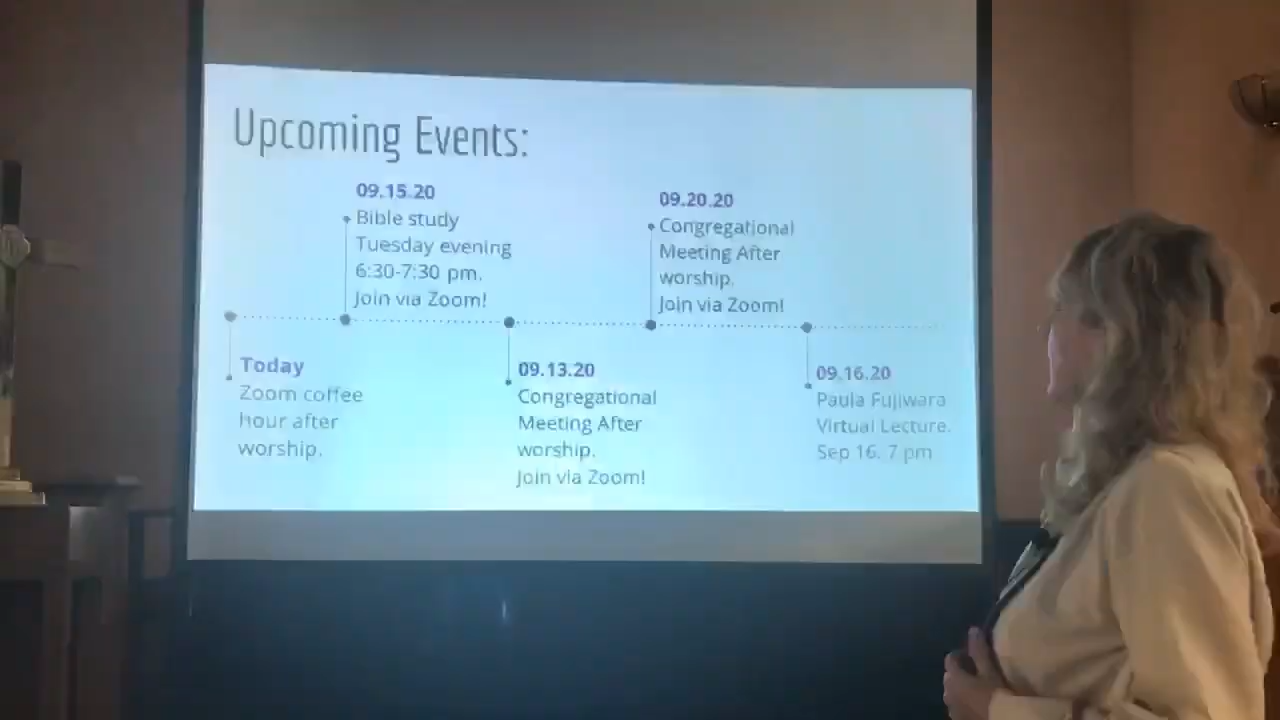 Upcoming Events:
09.15.20
Bible study
Tuesday evening
6:30-7:30 pm.
Join via Zoom!
09.20.20
Congregational
Meeting After
worship.
Join via Zoom!
Today
Zoom coffee
hour after
worship.
09.13.20
Congregational
Meeting After
worship.
Join via Zoom!
09.16.20
Paula Fujiwara
Virtual Lecture.
Sep 16. 7 pm